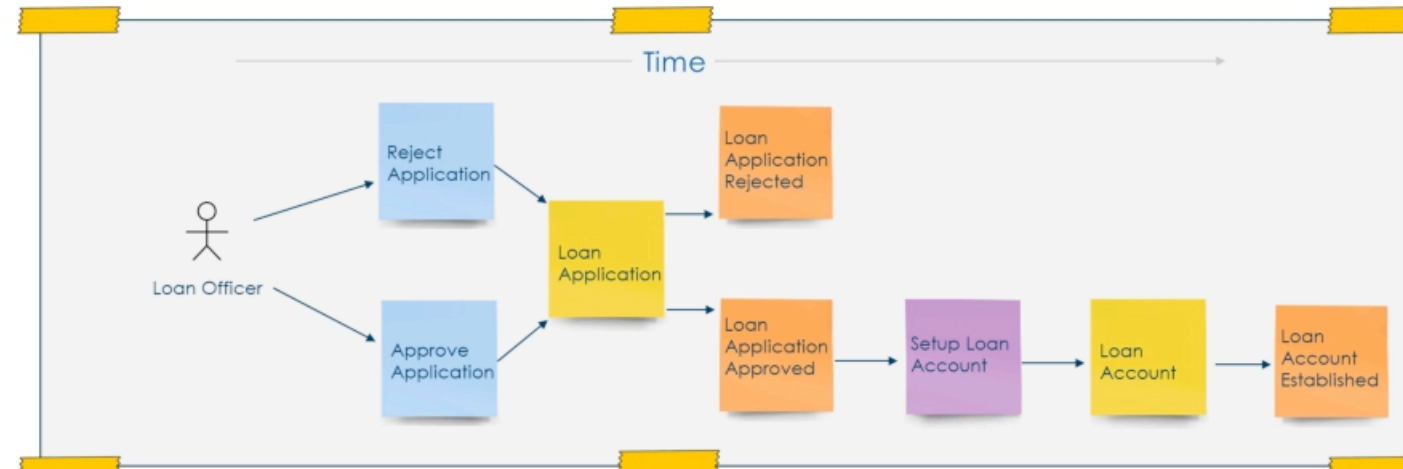 Time
Reject
Application
Loan
Application
Rejected
Loan Officer
Loan
Application
Approve
Application
Loan
Application
Approved
Setup Loan
Account
Loan
Account
Loan
Account
Established